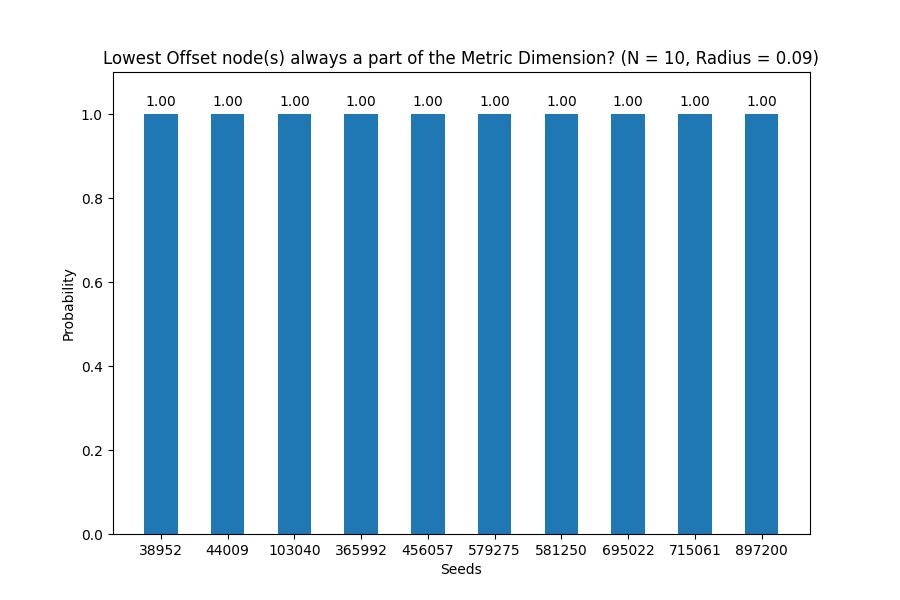 Lowest Offset node(s) always a part of the Metric Dimension? (N = 10, Radius = 0.09)
1.00 1.00 1.00 1.00 1.00 1.00 1.00 1.00 1.00 1.00
1.0
0.8
0.6
0.4
0.2
0.0
Probability
38952 44009 103040 365992 456057 579275 581250 695022 715061 897200
Seeds